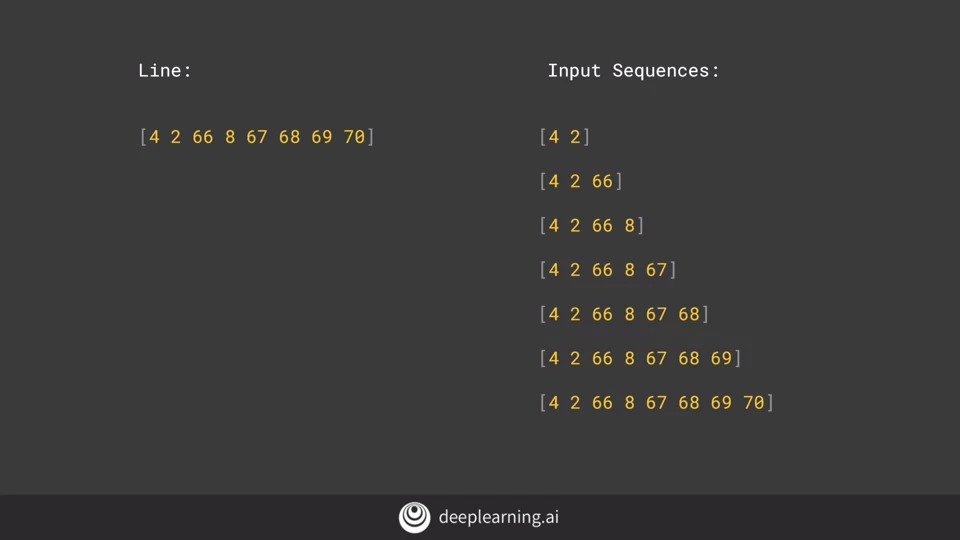 Line:
[4 2 66 8 67 68 69 70]
Input Sequences:
[4 2]
[4 2 66]
[4 2 66 8]
[4 2 66 8 67]
[4 2 66 8 67 68]
[4 2 66 8 67 68 69]
[4 2 66 8 67 68 69 70]
deeplearning.ai